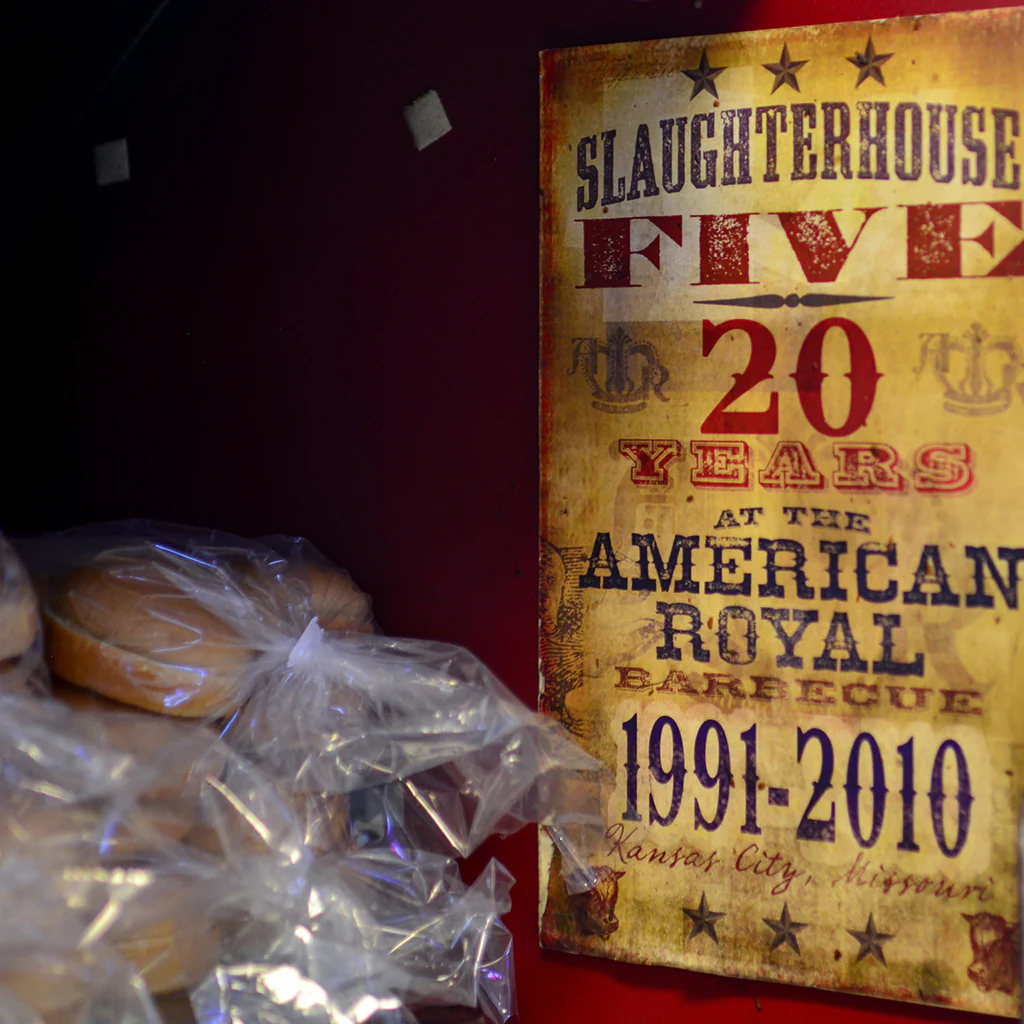 SLAUGHTERHOUSE
FIVE
20
YEARS
AT THE
AMERICAN
ROYAL
BARBECUE
1991-2010
Kansas City, Missouri